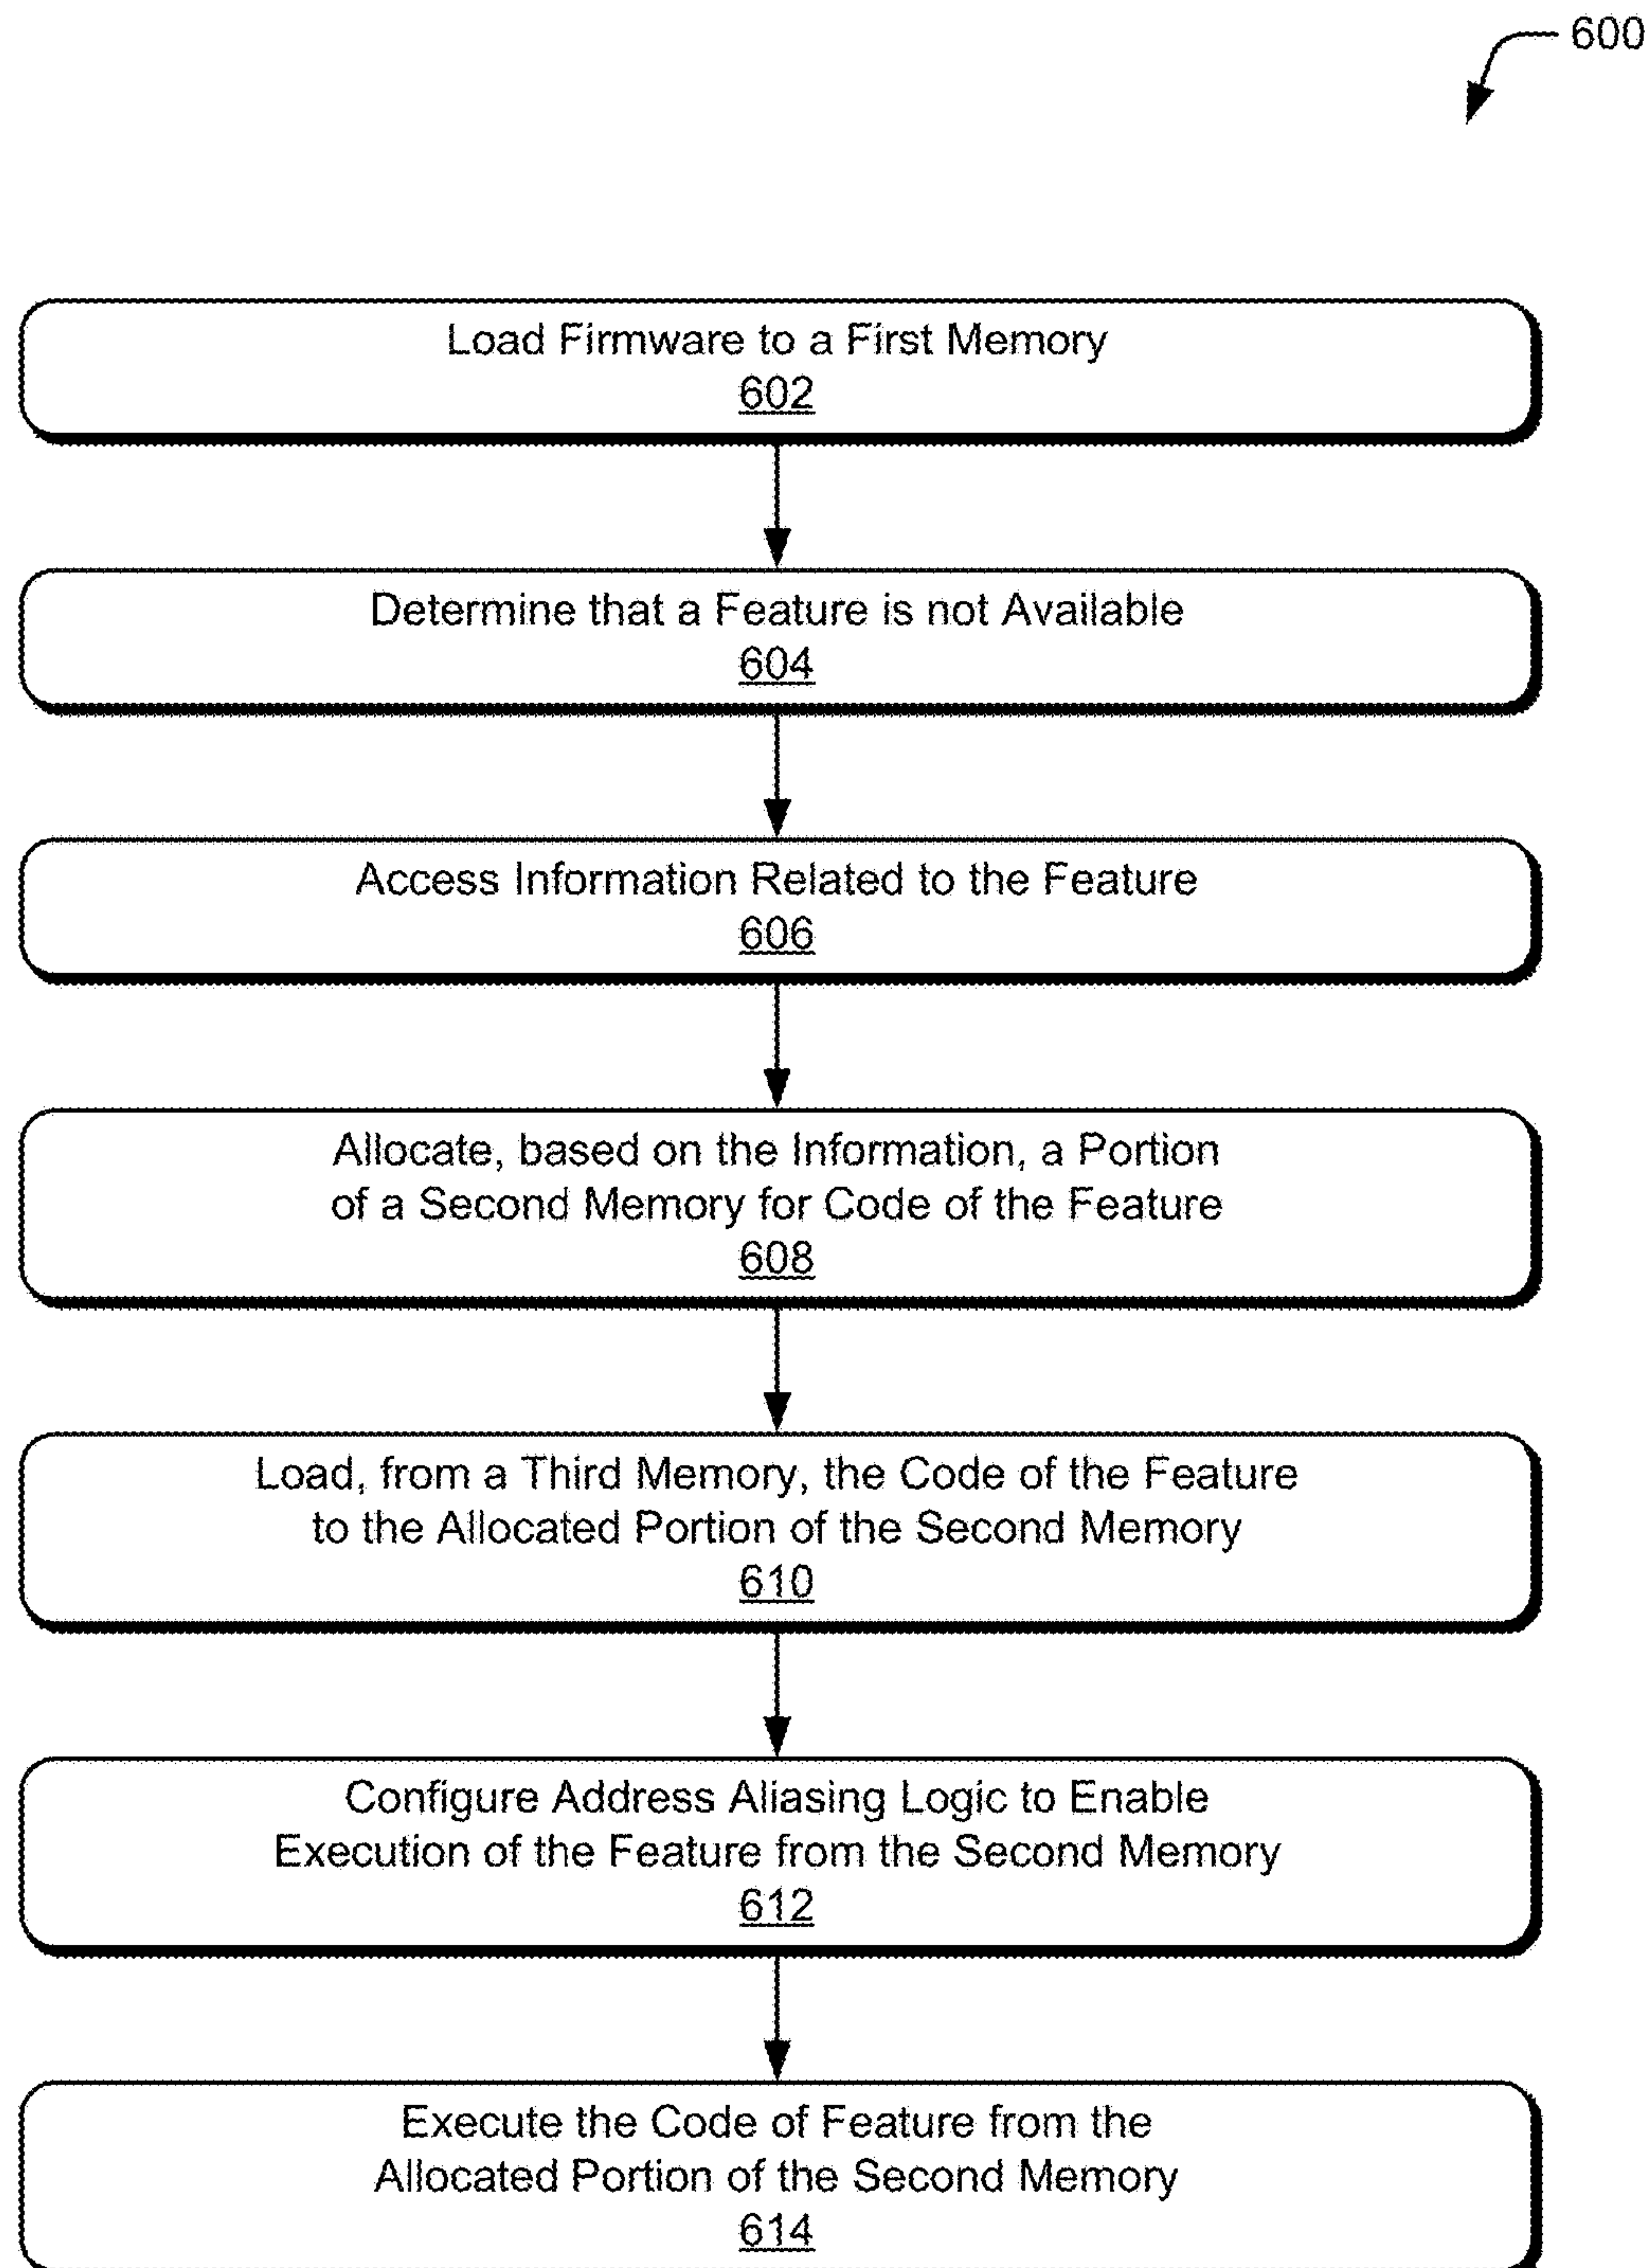 600
Load Firmware to a First Memory
602
Determine that a Feature is not Available
604
Access Information Related to the Feature
606
Allocate, based on the Information, a Portion
of a Second Memory for Code of the Feature
608
Load, from a Third Memory, the Code of the Feature
to the Allocated Portion of the Second Memory
610
Configure Address Aliasing Logic to Enable
Execution of the Feature from the Second Memory
612
Execute the Code of Feature from the
Allocated Portion of the Second Memory
614